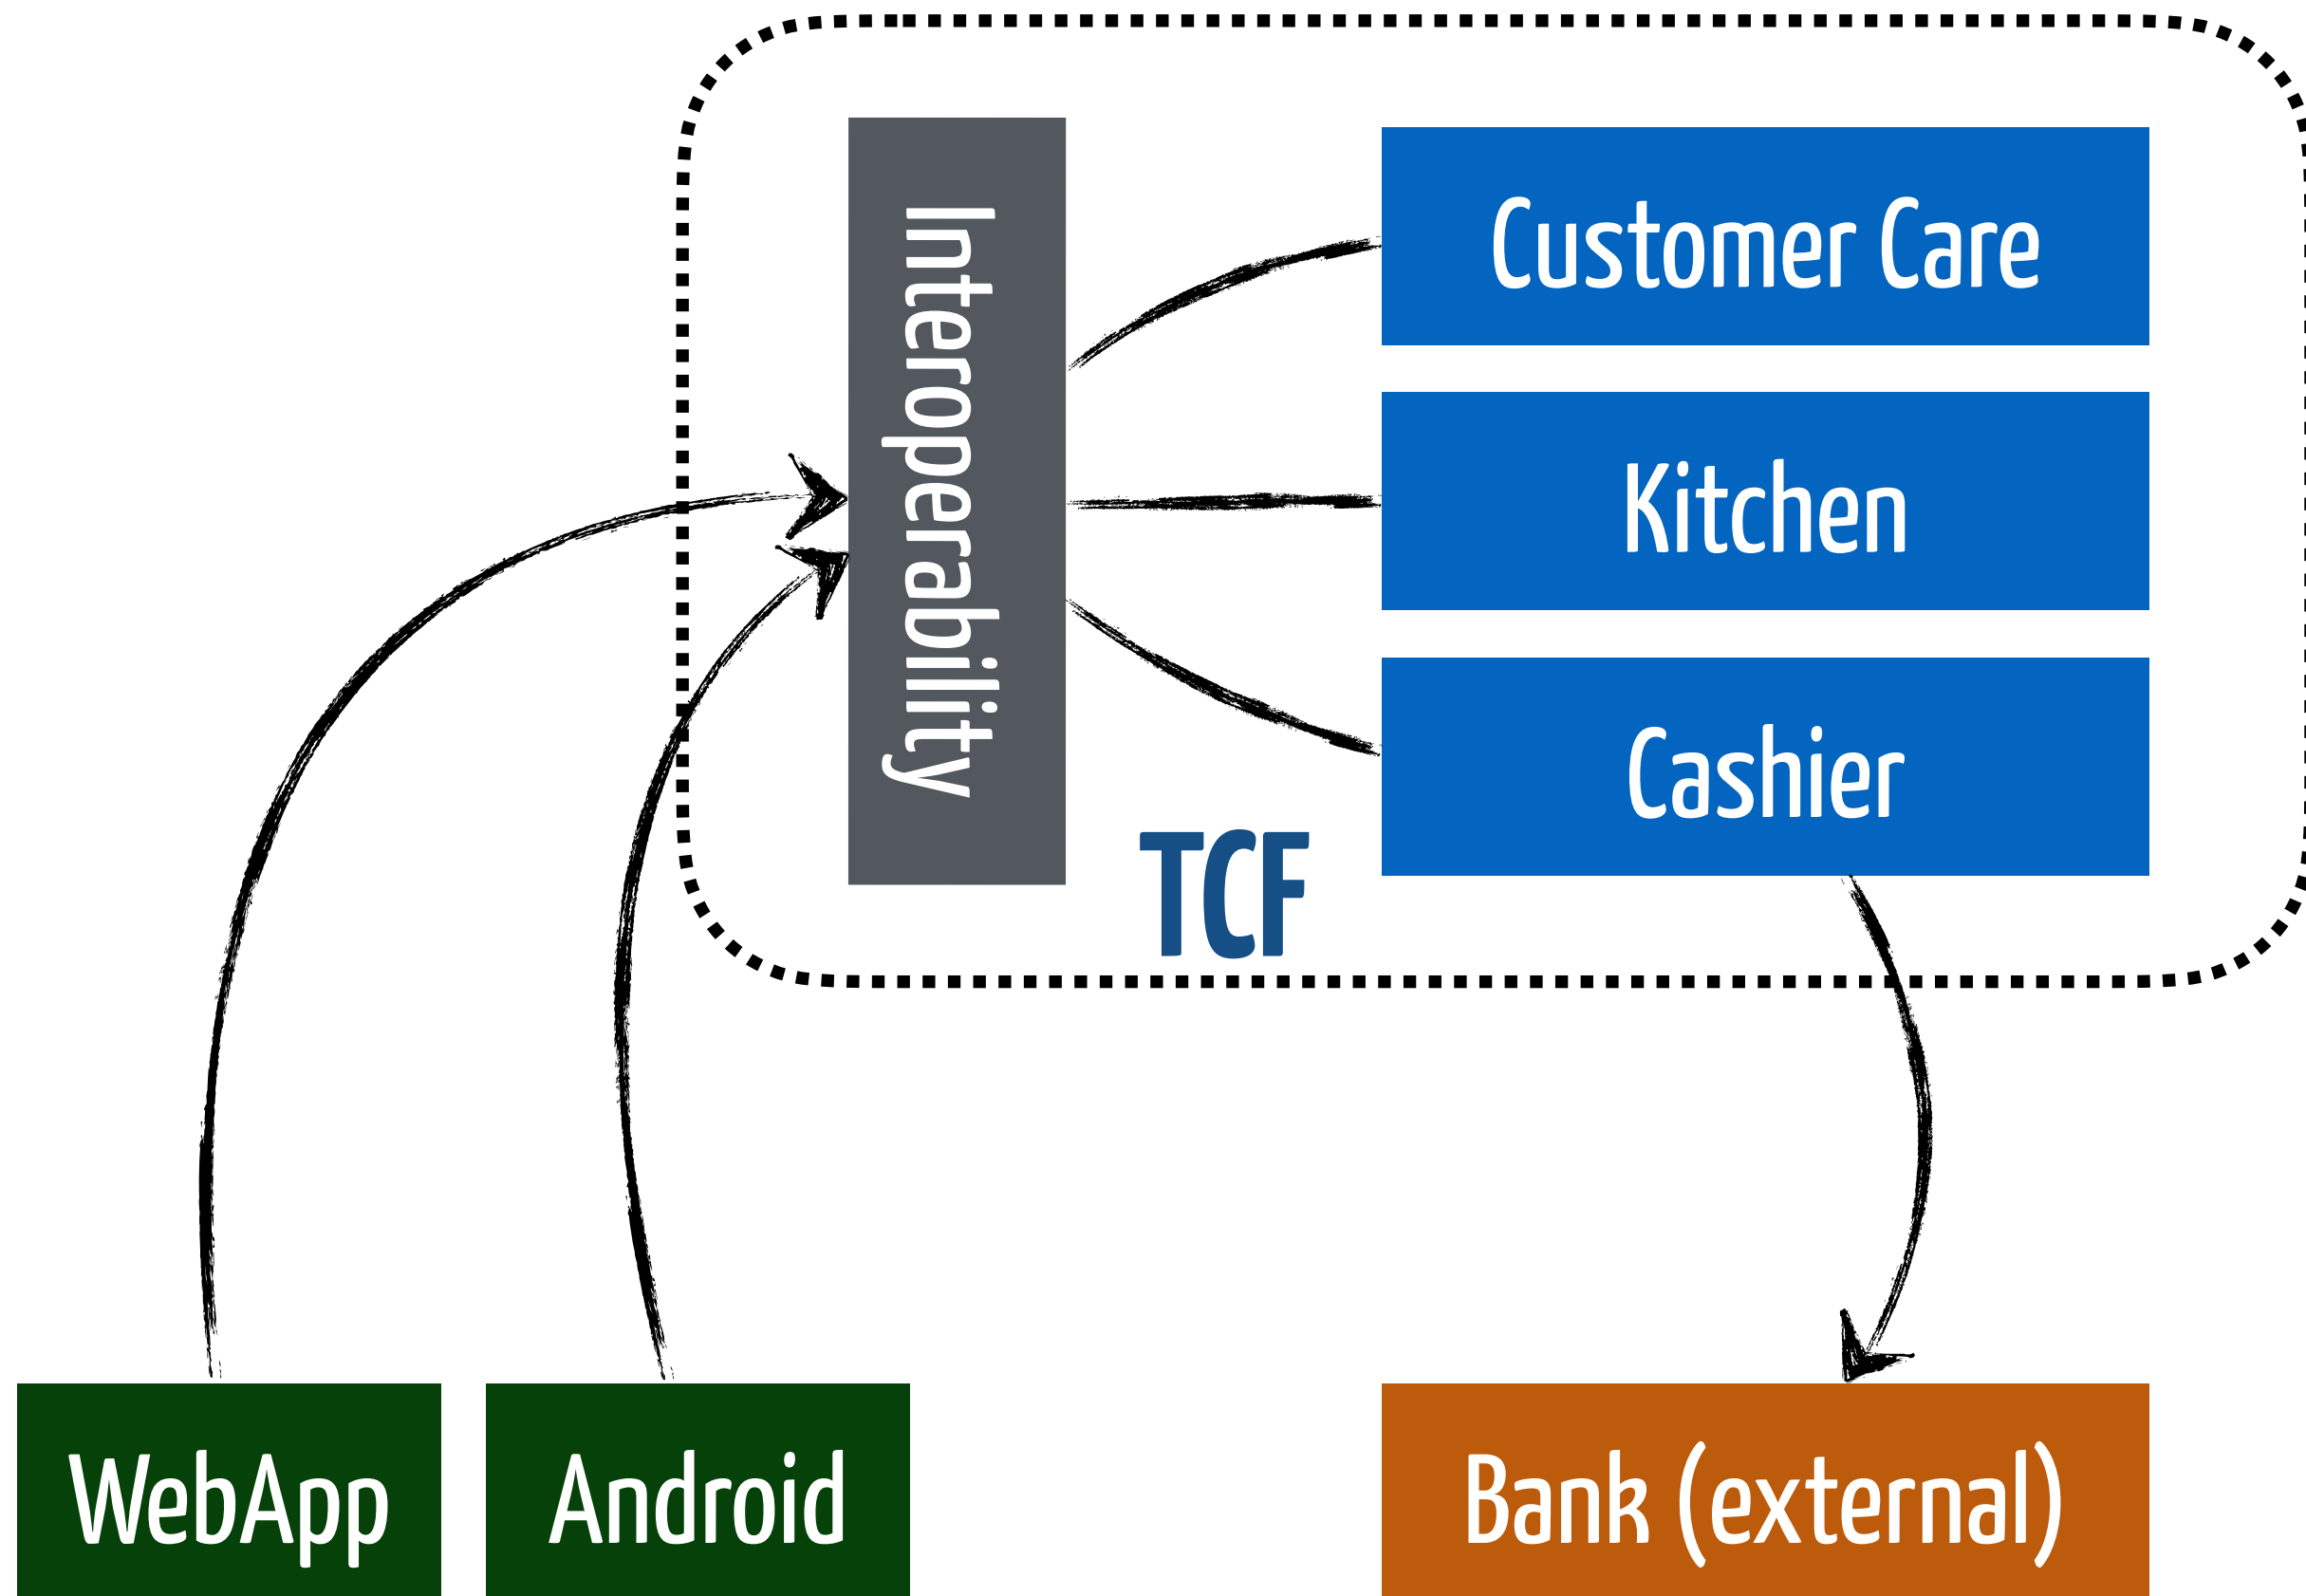 Interoperability
Customer Care
Kitchen
Cashier
TCF
WebApp
Android
Bank (external)